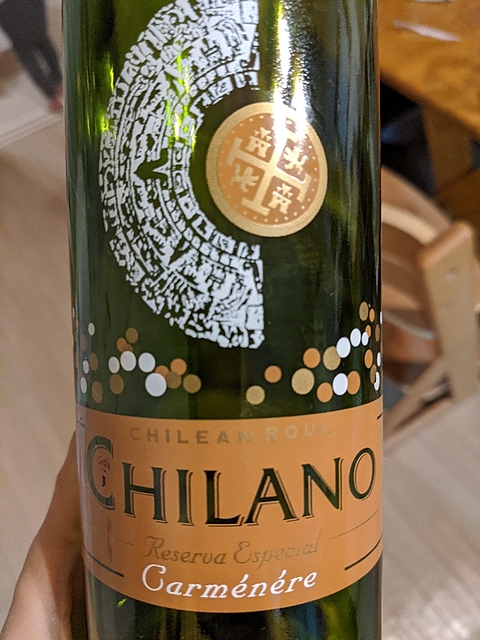 CHILEAN SOUL
CHILANO
Reserva Especial
Carménére